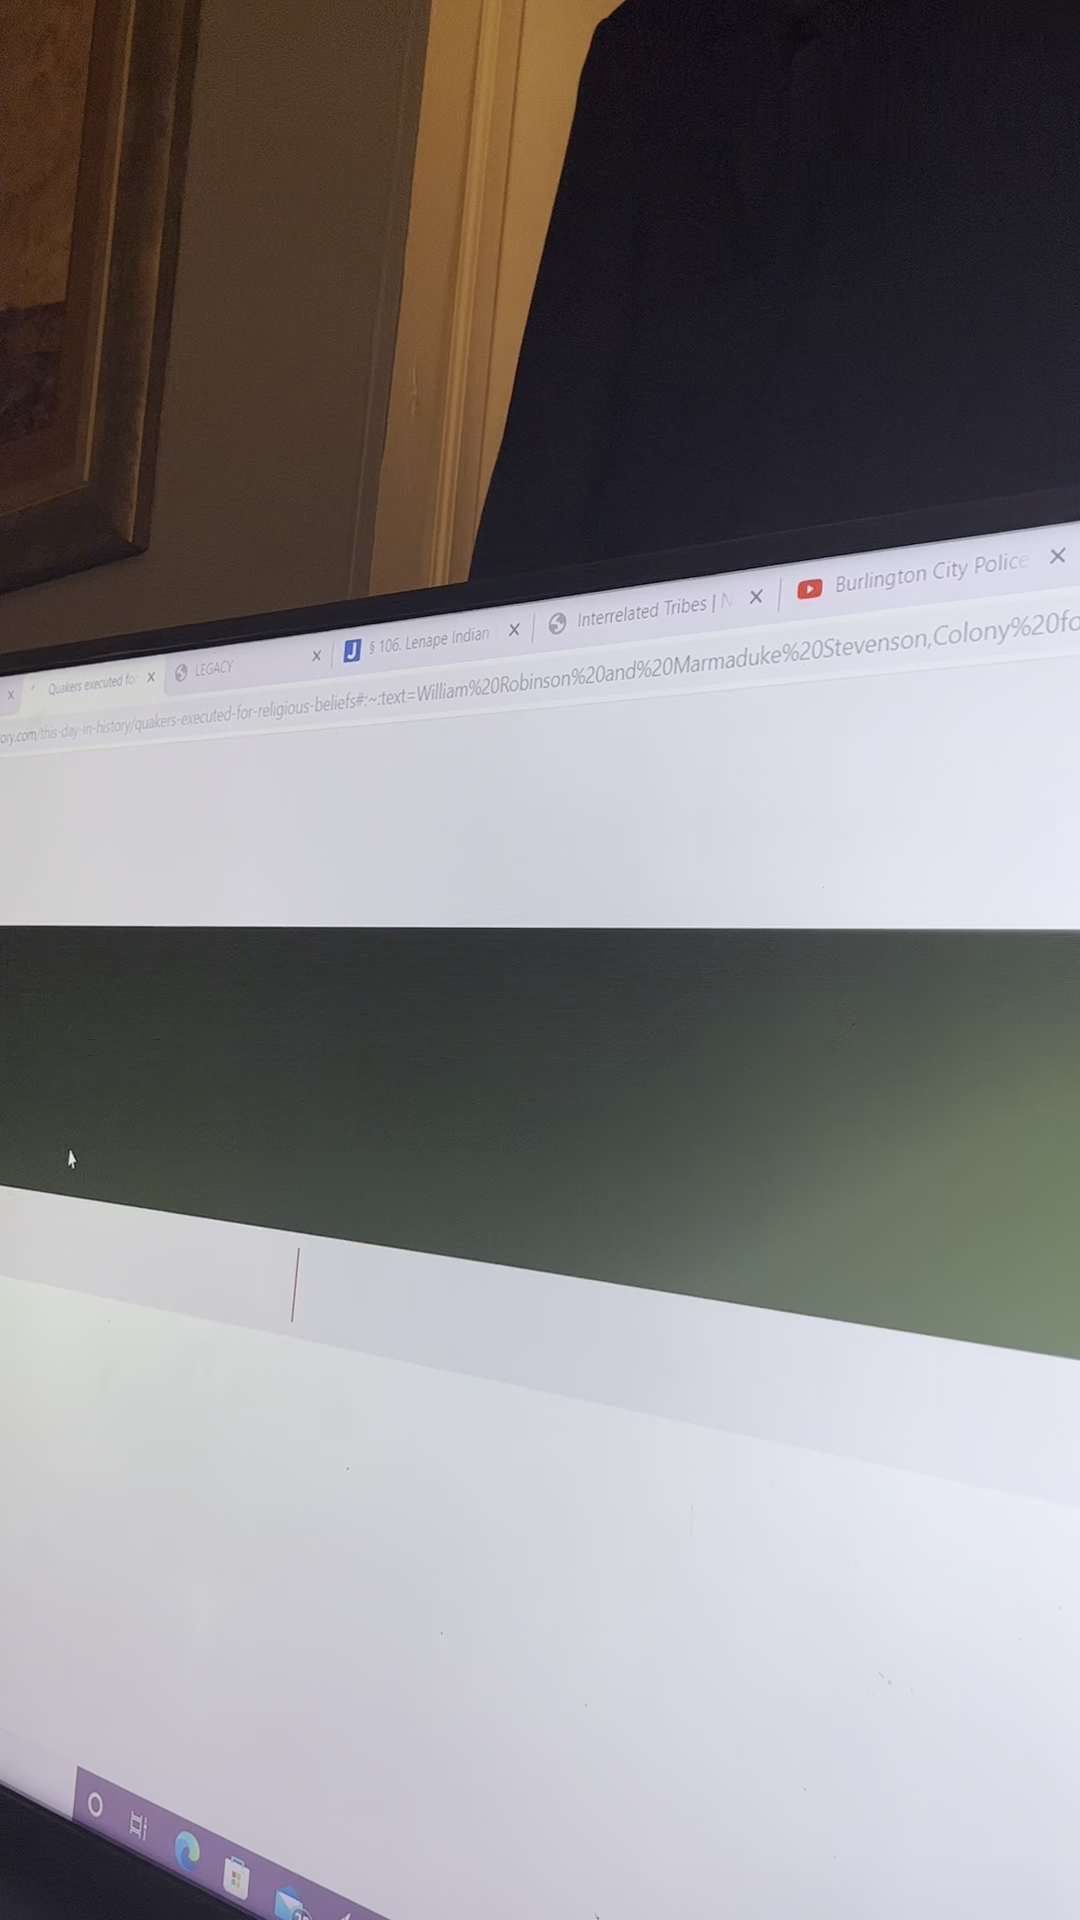 Quakers executed for
LEGACY
§ 106. Lenape Indian
Interrelated Tribes | N
Burlington City Police
ory.com/this-day-in-history/quakers-executed-for-religious-beliefs#:~:text=William%20Robinson%20and%20Marmaduke%20Stevenson,Colony%20fo